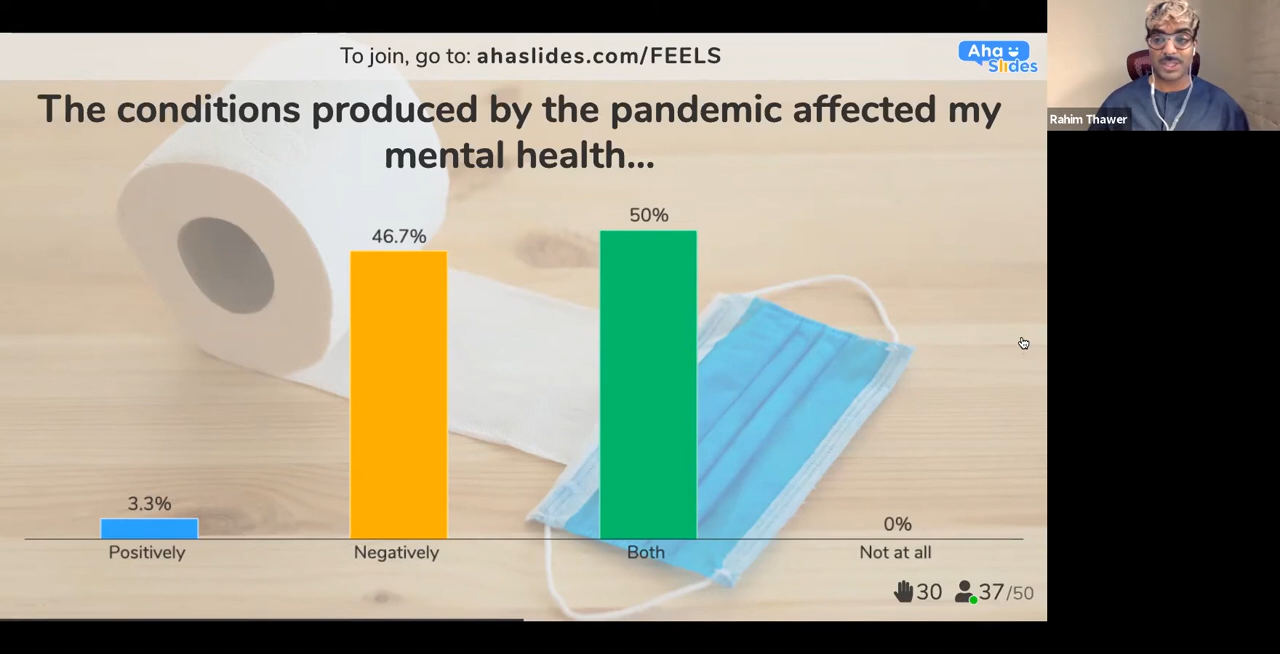 To join, go to: ahaslides.com/FEELS
Aha
Slides
Rahim Thawer
The conditions produced by the pandemic affected my
mental health...
50%
46.7%
3.3%
0%
Positively
Negatively
Both
Not at all
30
37/50